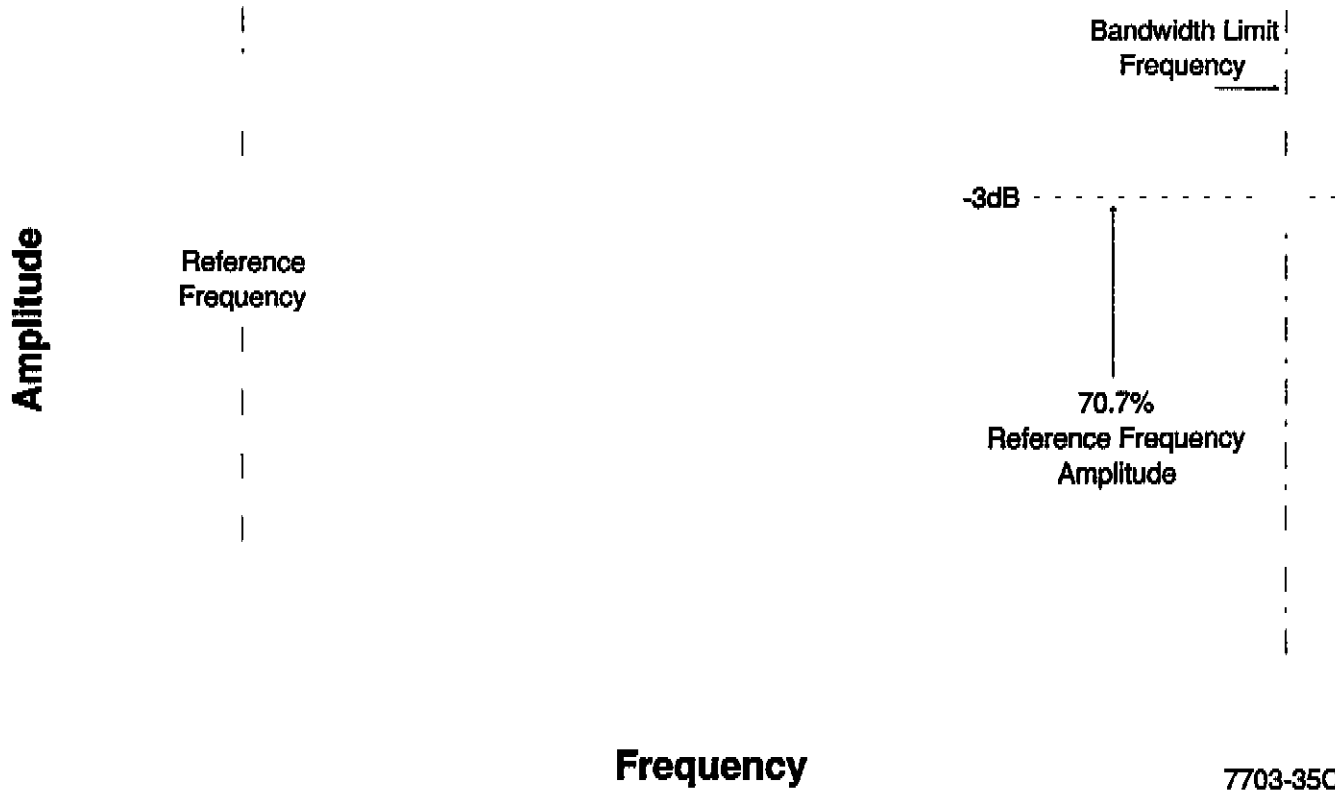 Bandwidth Limit
Frequency
-3dB
Amplitude
Reference
Frequency
70.7%
Reference Frequency
Amplitude
Frequency
7703-35C